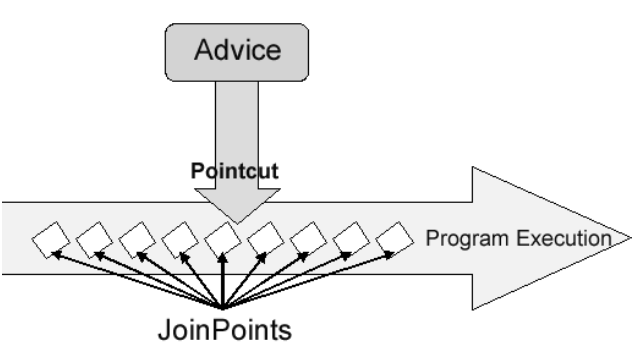 Advice
Pointcut
Program Execution
JoinPoints